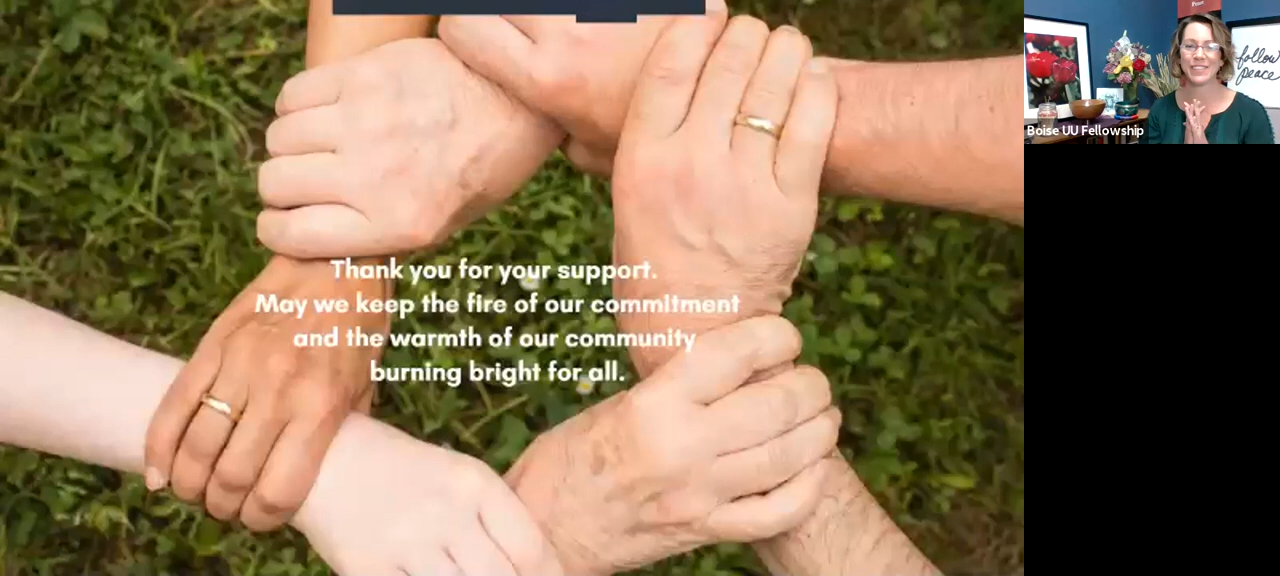 Thank you for your support.
May we keep the fire of our commitment
and the warmth of our community
burning bright for all.
Peace
follow
peace
Boise UU Fellowship